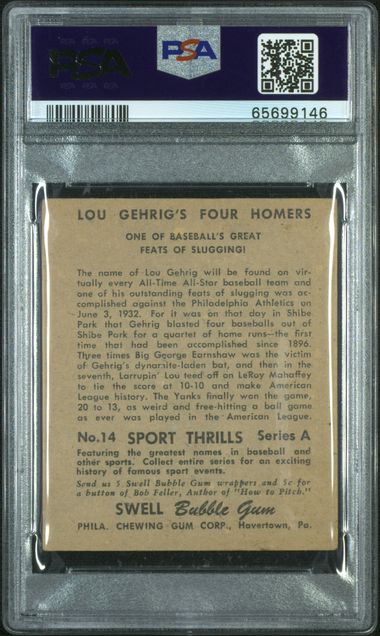 PSA
PSA
65699146
LOU GEHRIG'S FOUR HOMERS
ONE OF BASEBALL'S GREAT
FEATS OF SLUGGING!
The name of Lou Gehrig will be found on vir-
tually every All-Time All-Star baseball team and
one of his outstanding feats of slugging was ac-
complished against the Philadelphia Athletics on
June 3, 1932. For it was on that day in Shibe
Park that Gehrig blasted four baseballs out of
Shibe Park for a quartet of home runs—the first
time that had been accomplished since 1896.
Three times Big George Earnshaw was the victim
of Gehrig's dynamite-laden bat, and then in the
seventh, Larrupin' Lou teed off on LeRoy Mahaffey
to tie the score at 10-10 and make American
League history. The Yanks finally won the game,
20 to 13, as weird and free-hitting a ball game
as ever was played in the American League.
No. 14 SPORT THRILLS Series A
Featuring the greatest names in baseball and
other sports. Collect entire series for an exciting
history of famous sport events.
Send us 5 Swell Bubble Gum wrappers and 5c for
a button of Bob Feller, Author of "How to Pitch."
SWELL Bubble Gum
PHILA. CHEWING GUM CORP., Havertown, Pa.